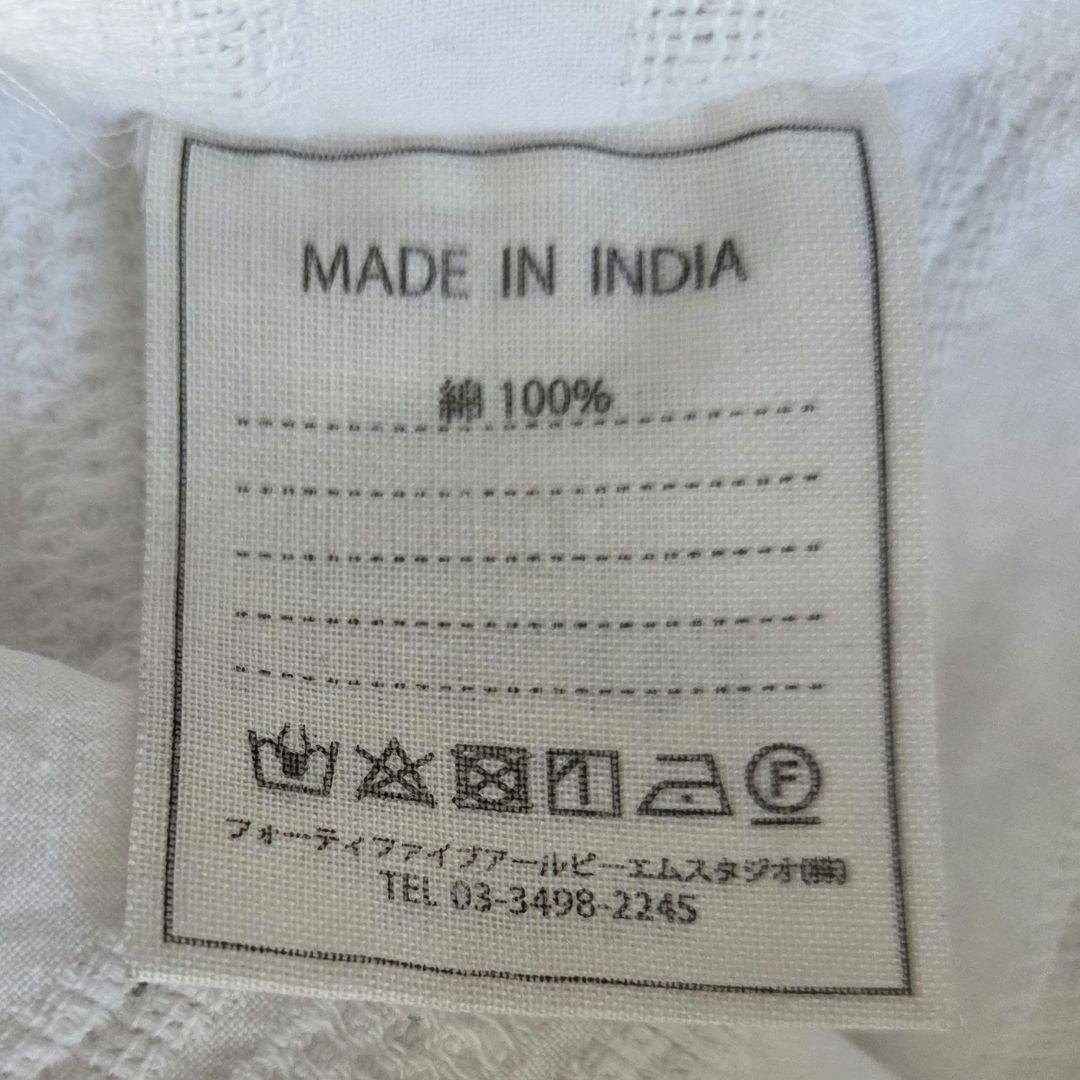 MADE IN INDIA
綿 100%
F
フォーティファイブアールピーエムスタジオ(株)
TEL 03-3498-2245